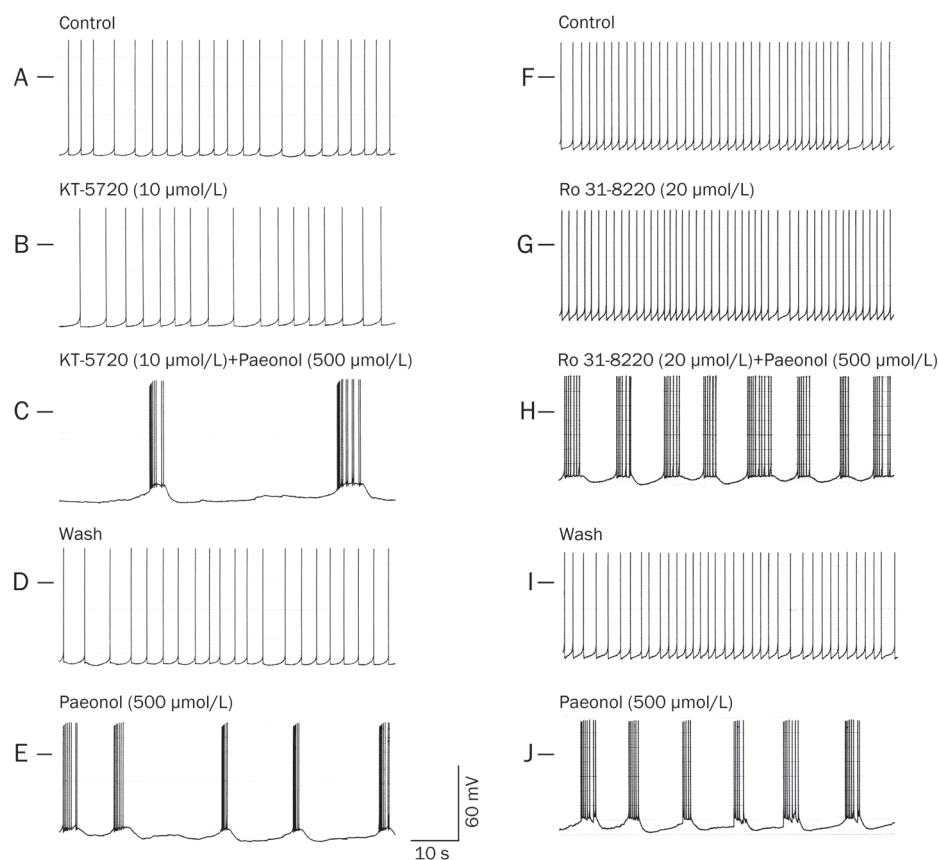 Control
A
KT-5720 (10 µmol/L)
B
KT-5720 (10 µmol/L)+Paeonol (500 µmol/L)
C
Wash
D
Paeonol (500 µmol/L)
E
60 mV
10 s
Control
F
Ro 31-8220 (20 µmol/L)
G
Ro 31-8220 (20 µmol/L)+Paeonol (500 µmol/L)
H
Wash
I
Paeonol (500 µmol/L)
J